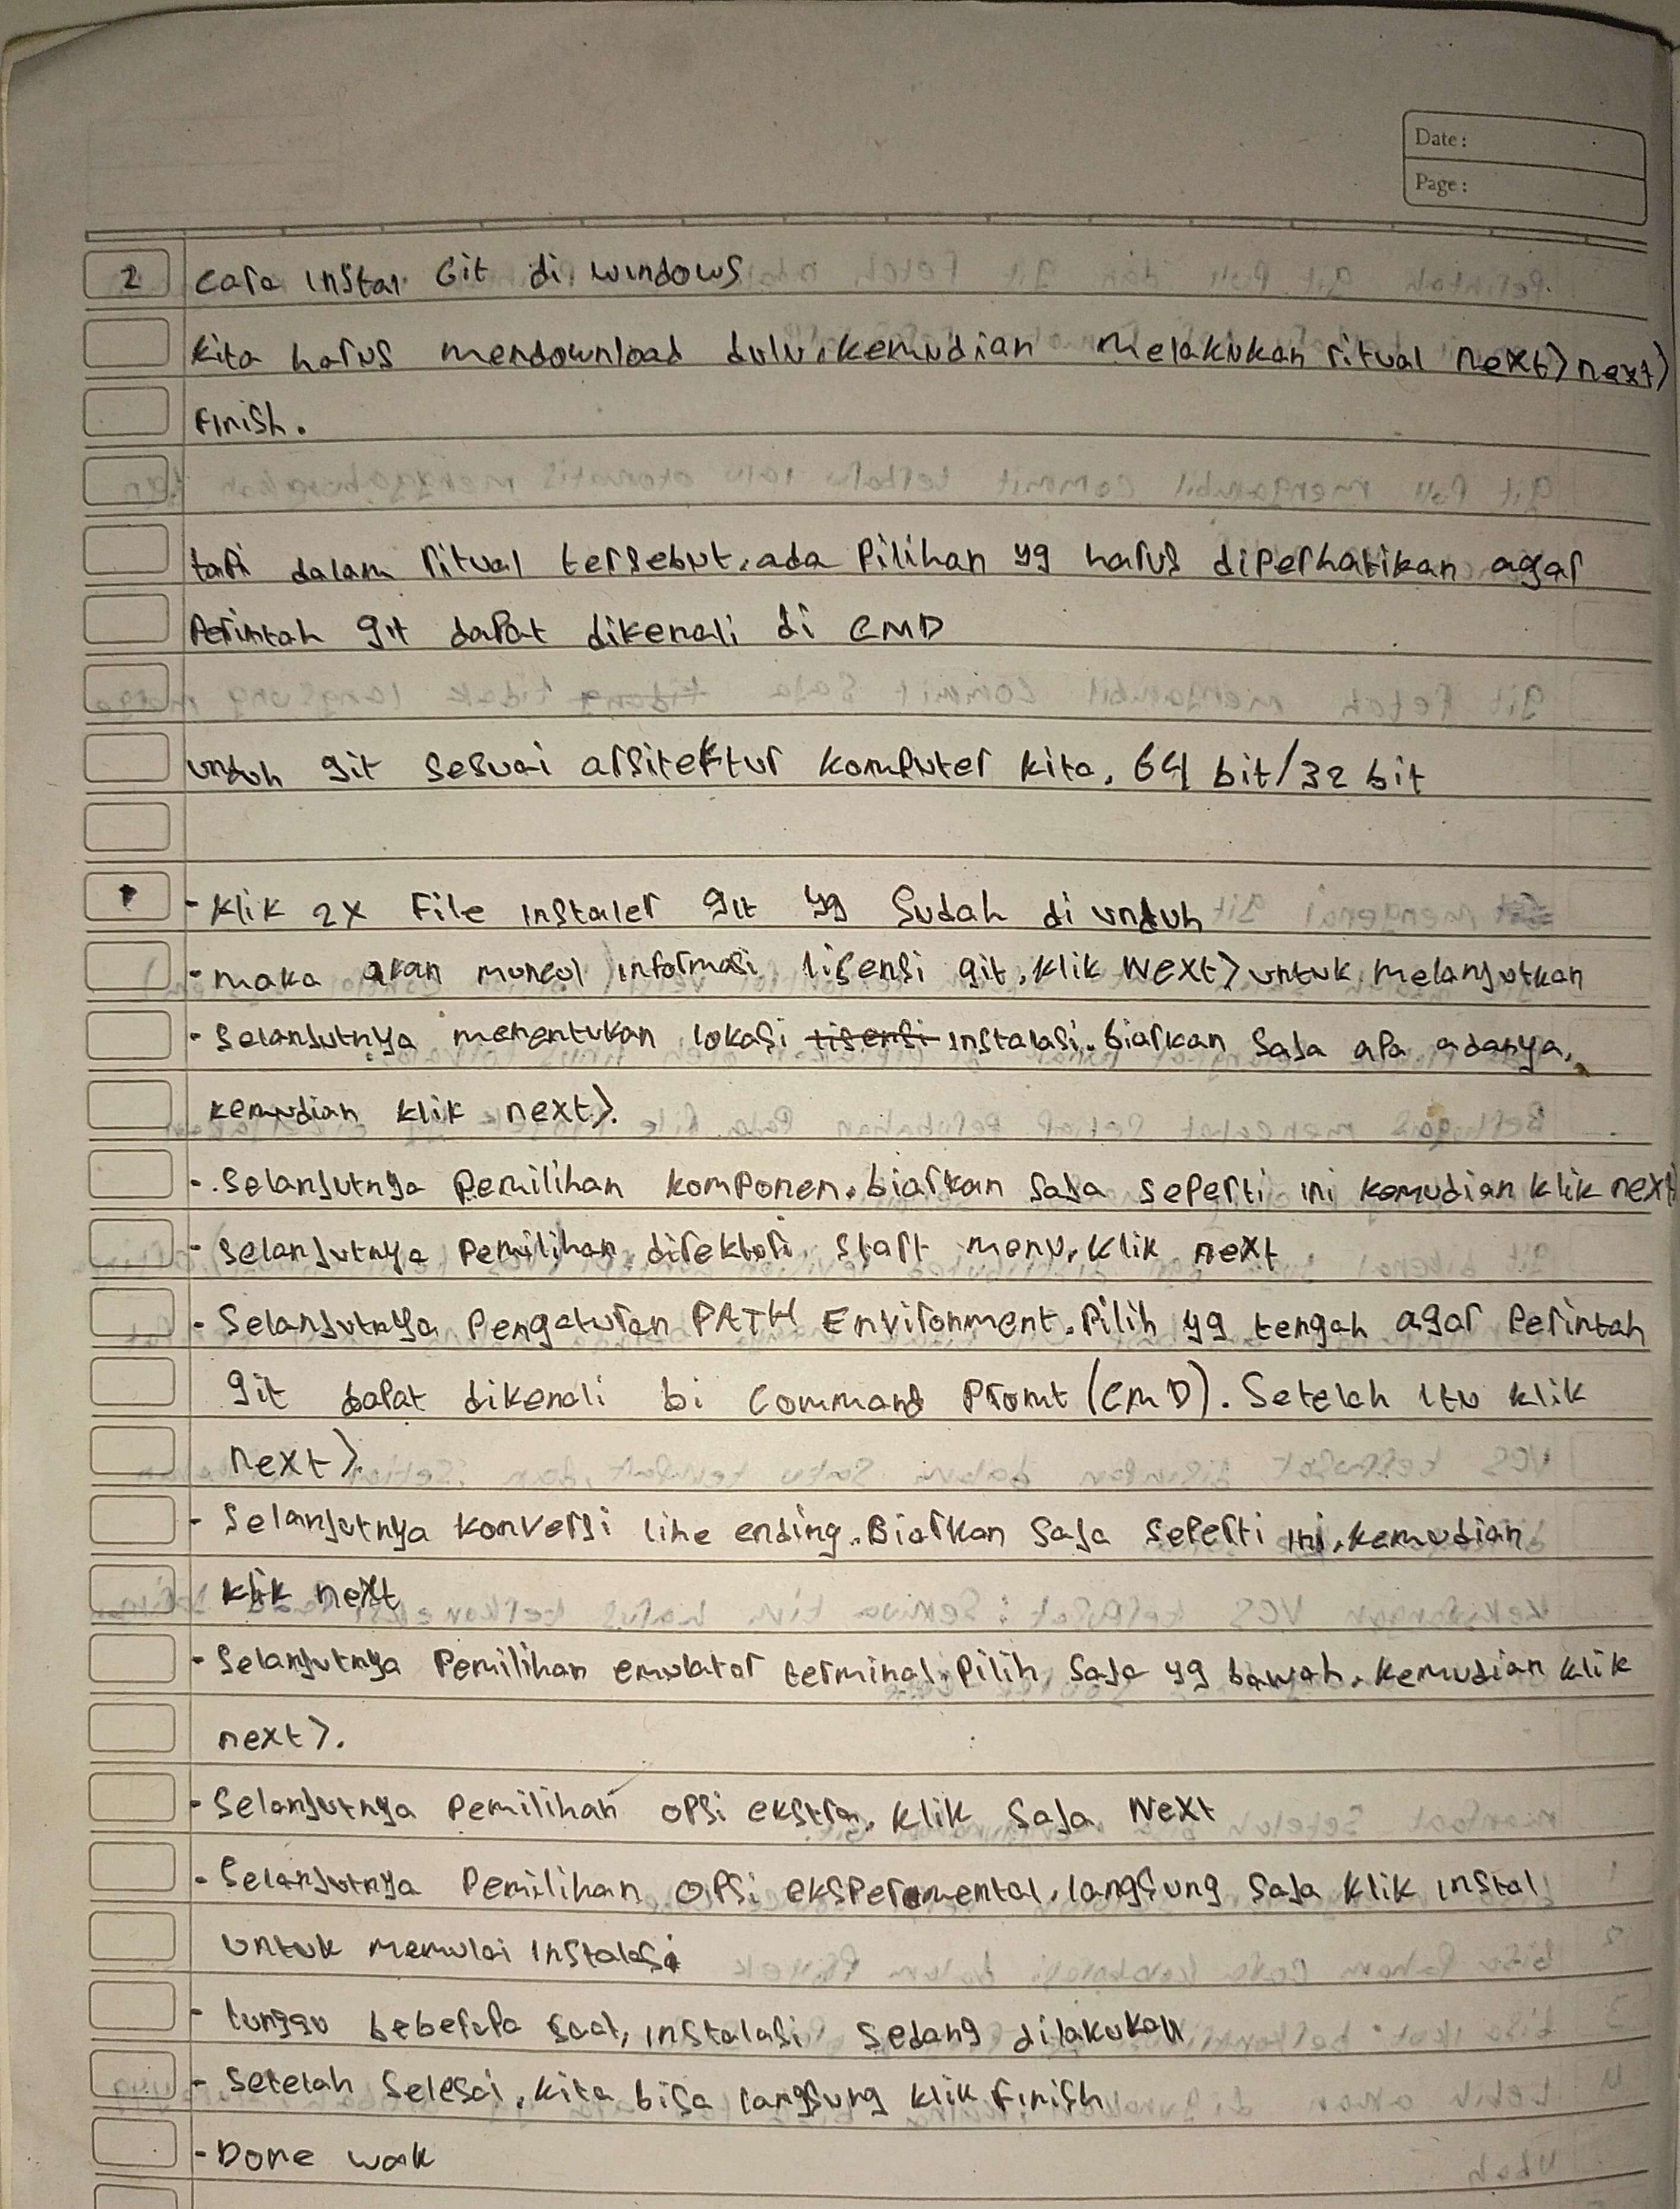 Date :
Page :
2 cara instal Git di windows
kita harus mendownload dulu, kemudian melakukan ritual next> next>
Finish.
tapi dalam ritual tersebut, ada pilihan yg harus diperhatikan agar
perintah git dapat dikenali di CMD
unduh git sesuai arsitektur komputer kita, 64 bit/32 bit
- Klik 2x File instaler git yg sudah di unduh
- maka akan muncul informasi lisensi git, klik Next> untuk melanjutkan
- selanjutnya menentukan lokasi lisensi instalasi. biarkan saja apa adanya,
kemudian klik next>.
- selanjutnya pemilihan komponen. biarkan saja seperti ini kemudian klik next
- selanjutnya pemilihan direktori start menu, klik next
- selanjutnya pengaturan PATH Environment. Pilih yg tengah agar perintah
git dapat dikenali bi Command Promt (CMD). Setelah itu klik
next>.
- selanjutnya konversi line ending. Biarkan saja seperti ini, kemudian
klik next
- selanjutnya pemilihan emulator terminal. pilih saja yg bawah, kemudian klik
next>.
- selanjutnya pemilihan opsi ekstra, klik saja Next
- selanjutnya pemilihan opsi eksperemental, langsung saja klik instal
untuk memulai instalasi
- tunggu beberapa saat, instalasi sedang dilakukan
- setelah selesai, kita bisa langsung klik Finish
- Done wak